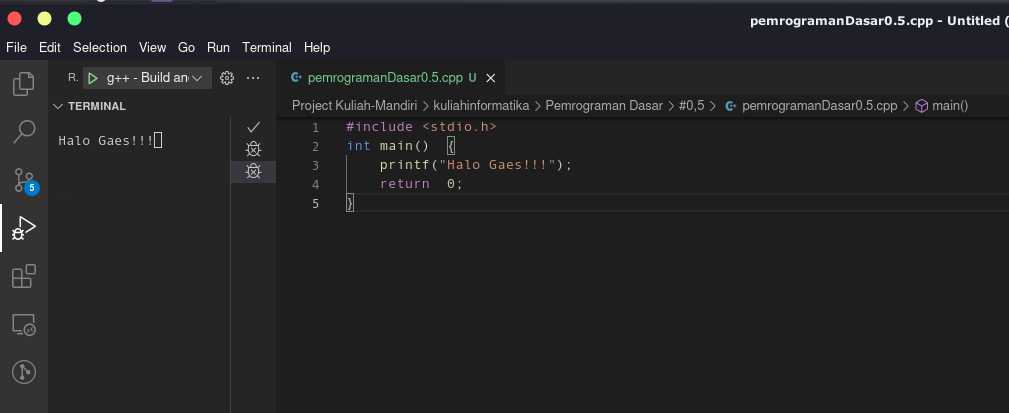 pemrogramanDasar0.5.cpp - Untitled (
File Edit Selection View Go Run Terminal Help
R. g++ - Build an
pemrogramanDasar0.5.cpp U
TERMINAL
Project Kuliah-Mandiri > kuliahinformatika > Pemrograman Dasar > #0,5 > pemrogramanDasar0.5.cpp > main()
Halo Gaes!!!
5
1 #include <stdio.h>
2 int main()  {
3     printf("Halo Gaes!!!");
4     return  0;
5 }